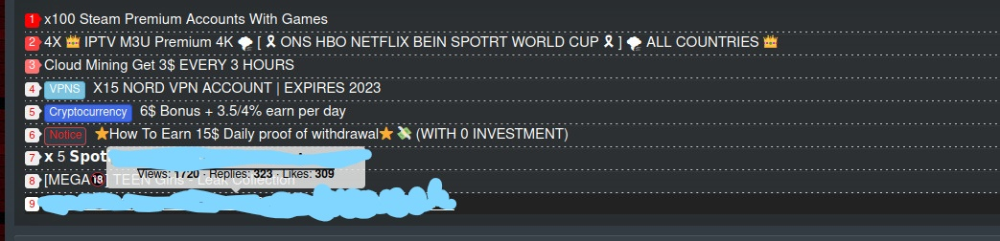 1 x100 Steam Premium Accounts With Games
2 4X 👑 IPTV M3U Premium 4K 🌪 [ 🎗 ONS HBO NETFLIX BEIN SPOTRT WORLD CUP 🎗 ] 🌪 ALL COUNTRIES 👑
3 Cloud Mining Get 3$ EVERY 3 HOURS
4 VPNS X15 NORD VPN ACCOUNT | EXPIRES 2023
5 Cryptocurrency 6$ Bonus + 3.5/4% earn per day
6 Notice ⭐How To Earn 15$ Daily proof of withdrawal⭐ 💸 (WITH 0 INVESTMENT)
7 x 5
Views: 1720 · Replies: 323 · Likes: 309
8 [MEGA🔞] TEEN Girls - Leak Collection
9